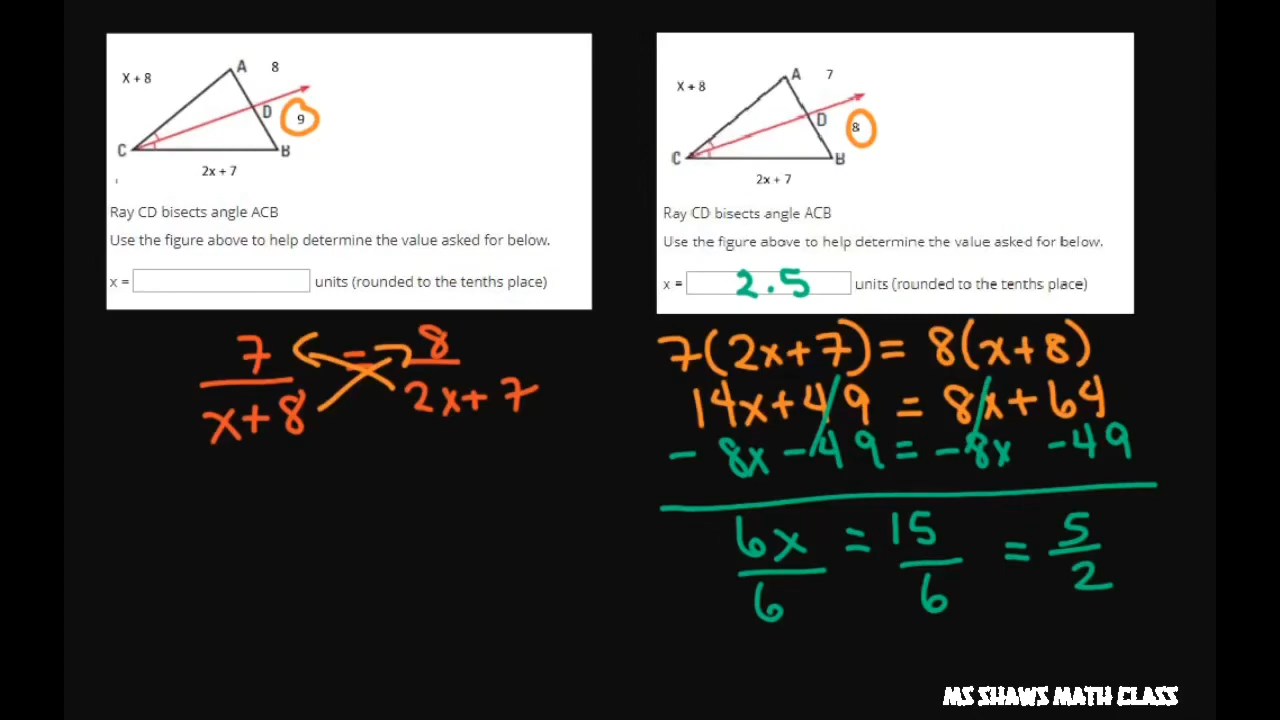 A 8
X + 8
D 9
C B
2x + 7
Ray CD bisects angle ACB
Use the figure above to help determine the value asked for below.
x = units (rounded to the tenths place)
7 = 8
x+8 2x+7
A 7
X + 8
D 8
C B
2x + 7
Ray CD bisects angle ACB
Use the figure above to help determine the value asked for below.
x = 2.5 units (rounded to the tenths place)
7(2x+7) = 8(x+8)
14x+49 = 8x+64
- 8x -49 = -8x -49
6x = 15 = 5
6 6 2
MS SHAWS MATH CLASS